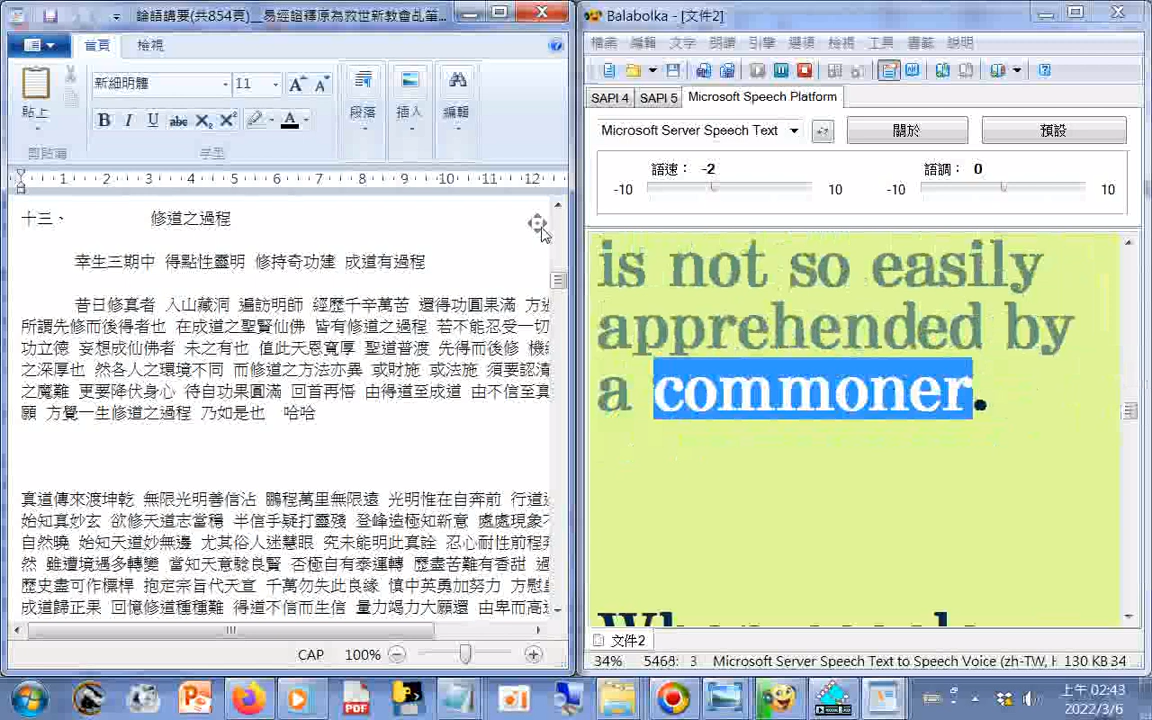 論語講要(共854頁)__易經證釋原為救世新教會乩筆...
首頁 檢視
新細明體 11
貼上
段落 插入 編輯
剪貼簿 字型
1 2 3 4 5 6 7 8 9 10 11 12
十三、 修道之過程
幸生三期中 得點性靈明 修持奇功建 成道有過程
昔日修真者 入山藏洞 遍訪明師 經歷千辛萬苦 還得功圓果滿 方
所謂先修而後得者也 在成道之聖賢仙佛 皆有修道之過程 若不能忍受一切
功立德 妄想成仙佛者 未之有也 值此天恩寬厚 聖道普渡 先得而後修 機
之深厚也 然各人之環境不同 而修道之方法亦異 或財施 或法施 須要認清
之魔難 更要降伏身心 待自功果圓滿 回首再悟 由得道至成道 由不信至真
願 方覺一生修道之過程 乃如是也 哈哈
真道傳來渡坤乾 無限光明善信沾 鵬程萬里無限遠 光明惟在自奔前 行道
始知真妙玄 欲修天道志當穩 半信乎疑打靈殘 登峰造極知新意 處處現象
自然曉 始知天道妙無邊 尤其俗人迷慧眼 究未能明此真詮 忍心耐性前程
然 雖遭境遇多轉變 當知天意驗良賢 否極自有泰運轉 歷盡苦難有香甜 過
歷史盡可作標桿 抱定宗旨代天宣 千萬勿失此良緣 慎中英勇加努力 方慰
成道歸正果 回憶修道種種難 得道不信而生信 量力竭力大願還 由卑而高
CAP 100%
Balabolka - [文件2]
檔案 編輯 文字 朗讀 引擎 選項 檢視 工具 書籤 說明
SAPI 4 SAPI 5 Microsoft Speech Platform
Microsoft Server Speech Text 關於 預設
語速： -2 語調： 0
-10 10 -10 10
is not so easily
apprehended by
a commoner.
文件2
34% 5468: 3 Microsoft Server Speech Text to Speech Voice (zh-TW, H 130 KB 34
上午 02:43
2022/3/6